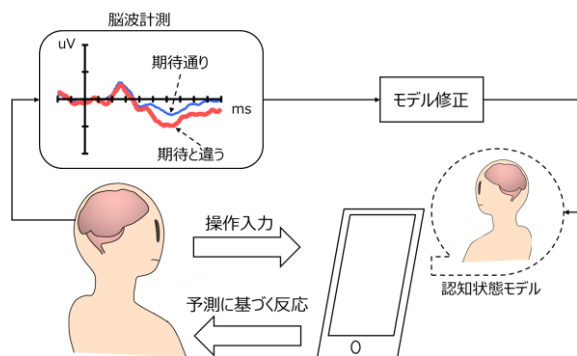 脳波計測
uV
期待通り
ms
期待と違う
モデル修正
操作入力
予測に基づく反応
認知状態モデル